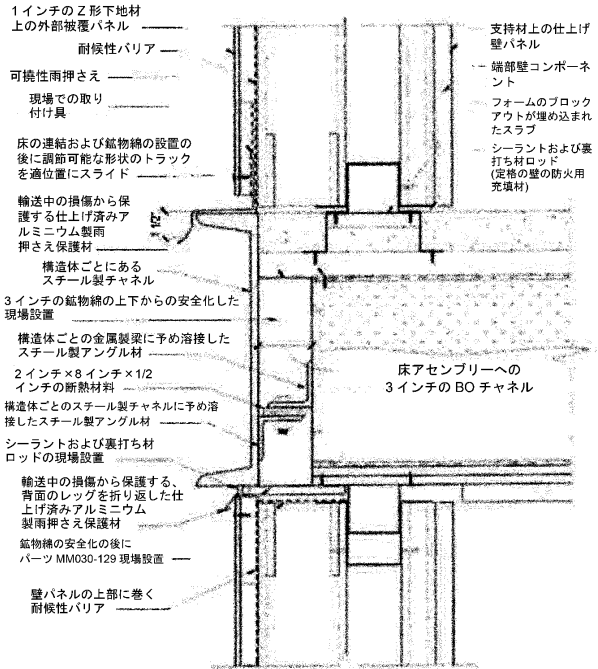 1インチのZ形下地材
上の外部被覆パネル
耐候性バリア
可撓性雨押さえ
現場での取り
付け具
床の連結および鉱物綿の設置の
後に調節可能な形状のトラック
を適位置にスライド
輸送中の損傷から保
護する仕上げ済みア
ルミニウム製雨
押さえ保護材
構造体ごとにある
スチール製チャネル
3インチの鉱物綿の上下からの安全化した
現場設置
構造体ごとの金属製梁に予め溶接した
スチール製アングル材
2インチ×8インチ×1/2
インチの断熱材料
構造体ごとのスチール製チャネルに予め溶
接したスチール製アングル材
シーラントおよび裏打ち材
ロッドの現場設置
輸送中の損傷から保護する、
背面のレッグを折り返した仕
上げ済みアルミニウム
製雨押さえ保護材
鉱物綿の安全化の後に
パーツMM030-129現場設置
壁パネルの上部に巻く
耐候性バリア
支持材上の仕上げ
壁パネル
端部壁コンポーネ
ント
フォームのブロック
アウトが埋め込まれ
たスラブ
シーラントおよび裏
打ち材ロッド
(定格の壁の防火用
充填材)
床アセンブリーへの
3インチのBOチャネル